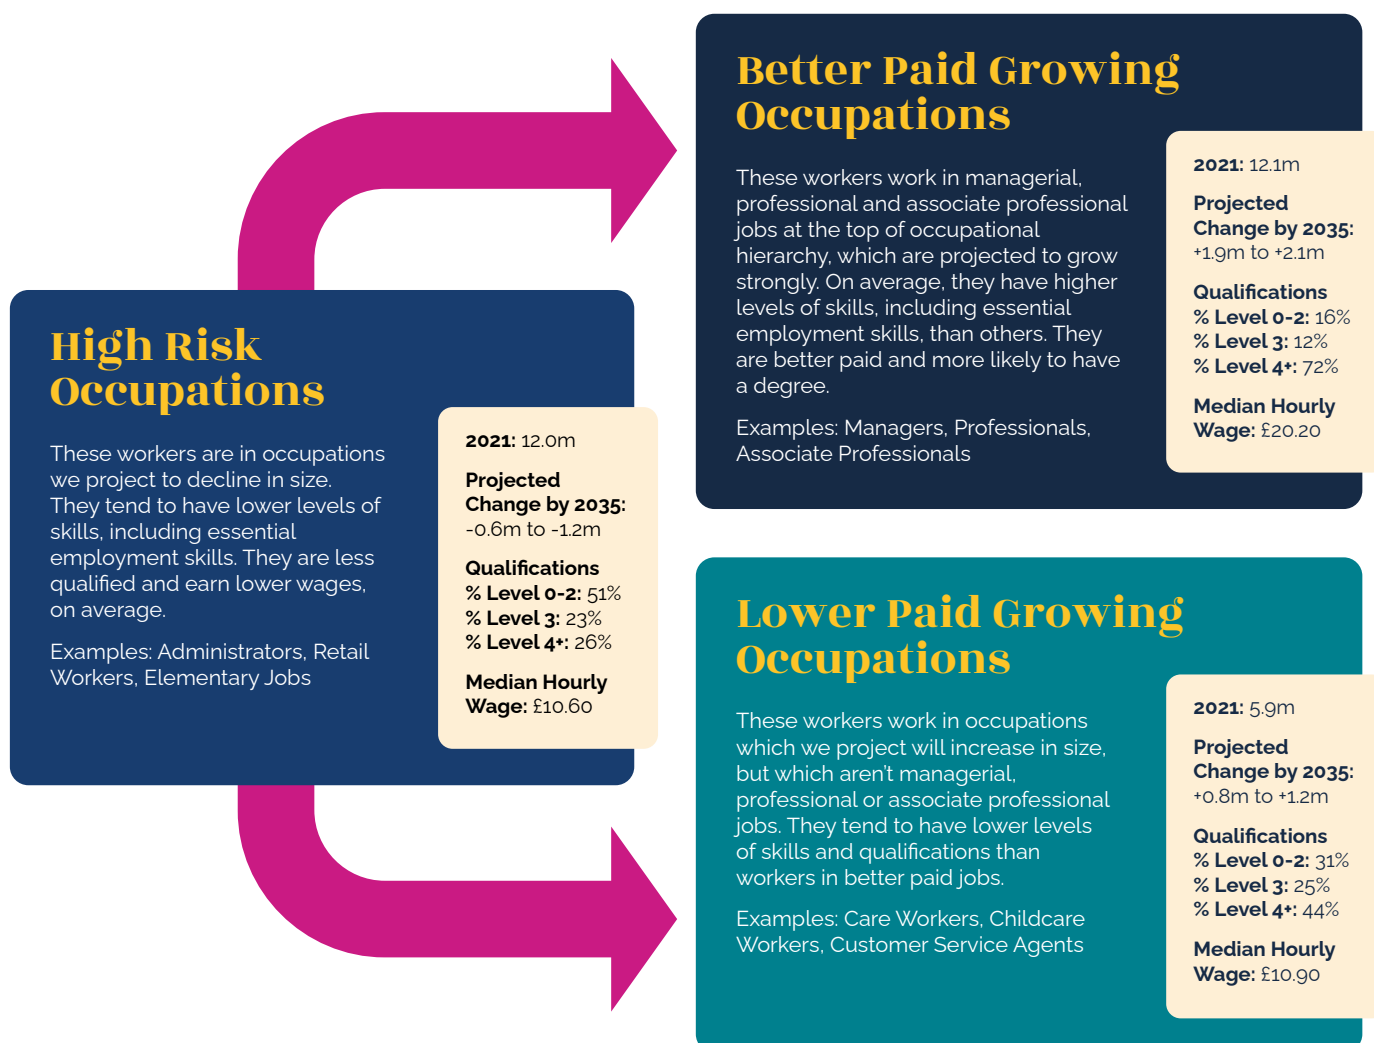 High Risk
Occupations
These workers are in occupations
we project to decline in size.
They tend to have lower levels of
skills, including essential
employment skills. They are less
qualified and earn lower wages,
on average.
Examples: Administrators, Retail
Workers, Elementary Jobs
2021: 12.0m
Projected
Change by 2035:
-0.6m to -1.2m
Qualifications
% Level 0-2: 51%
% Level 3: 23%
% Level 4+: 26%
Median Hourly
Wage: £10.60
Better Paid Growing
Occupations
These workers work in managerial,
professional and associate professional
jobs at the top of occupational
hierarchy, which are projected to grow
strongly. On average, they have higher
levels of skills, including essential
employment skills, than others. They
are better paid and more likely to have
a degree.
Examples: Managers, Professionals,
Associate Professionals
2021: 12.1m
Projected
Change by 2035:
+1.9m to +2.1m
Qualifications
% Level 0-2: 16%
% Level 3: 12%
% Level 4+: 72%
Median Hourly
Wage: £20.20
Lower Paid Growing
Occupations
These workers work in occupations
which we project will increase in size,
but which aren’t managerial,
professional or associate professional
jobs. They tend to have lower levels
of skills and qualifications than
workers in better paid jobs.
Examples: Care Workers, Childcare
Workers, Customer Service Agents
2021: 5.9m
Projected
Change by 2035:
+0.8m to +1.2m
Qualifications
% Level 0-2: 31%
% Level 3: 25%
% Level 4+: 44%
Median Hourly
Wage: £10.90